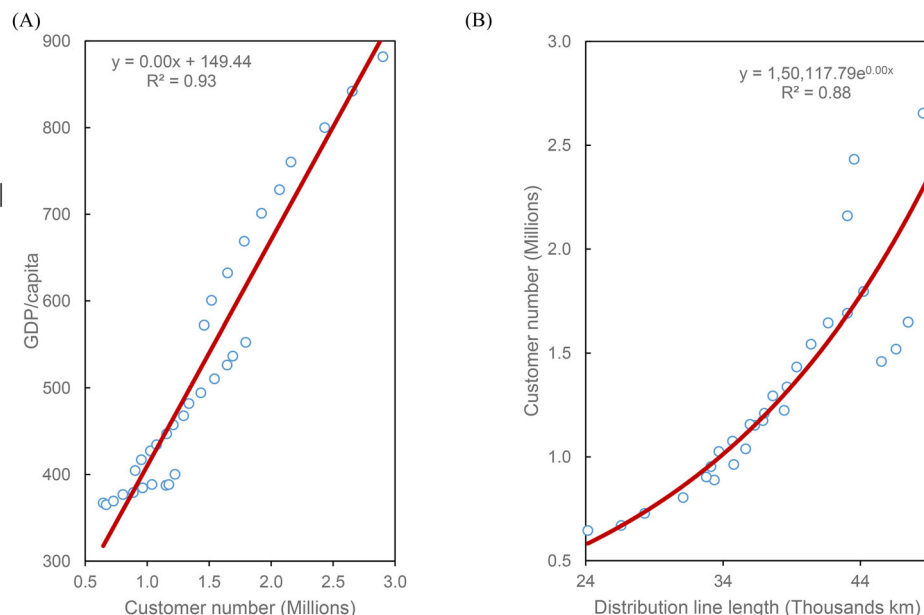 (A)
900
800
700
600
500
400
300
GDP/capita
y = 0.00x + 149.44
R² = 0.93
0.5 1.0 1.5 2.0 2.5 3.0
Customer number (Millions)
(B)
3.0
2.5
2.0
1.5
1.0
0.5
Customer number (Millions)
y = 1,50,117.79e^0.00x
R² = 0.88
24 34 44
Distribution line length (Thousands km)